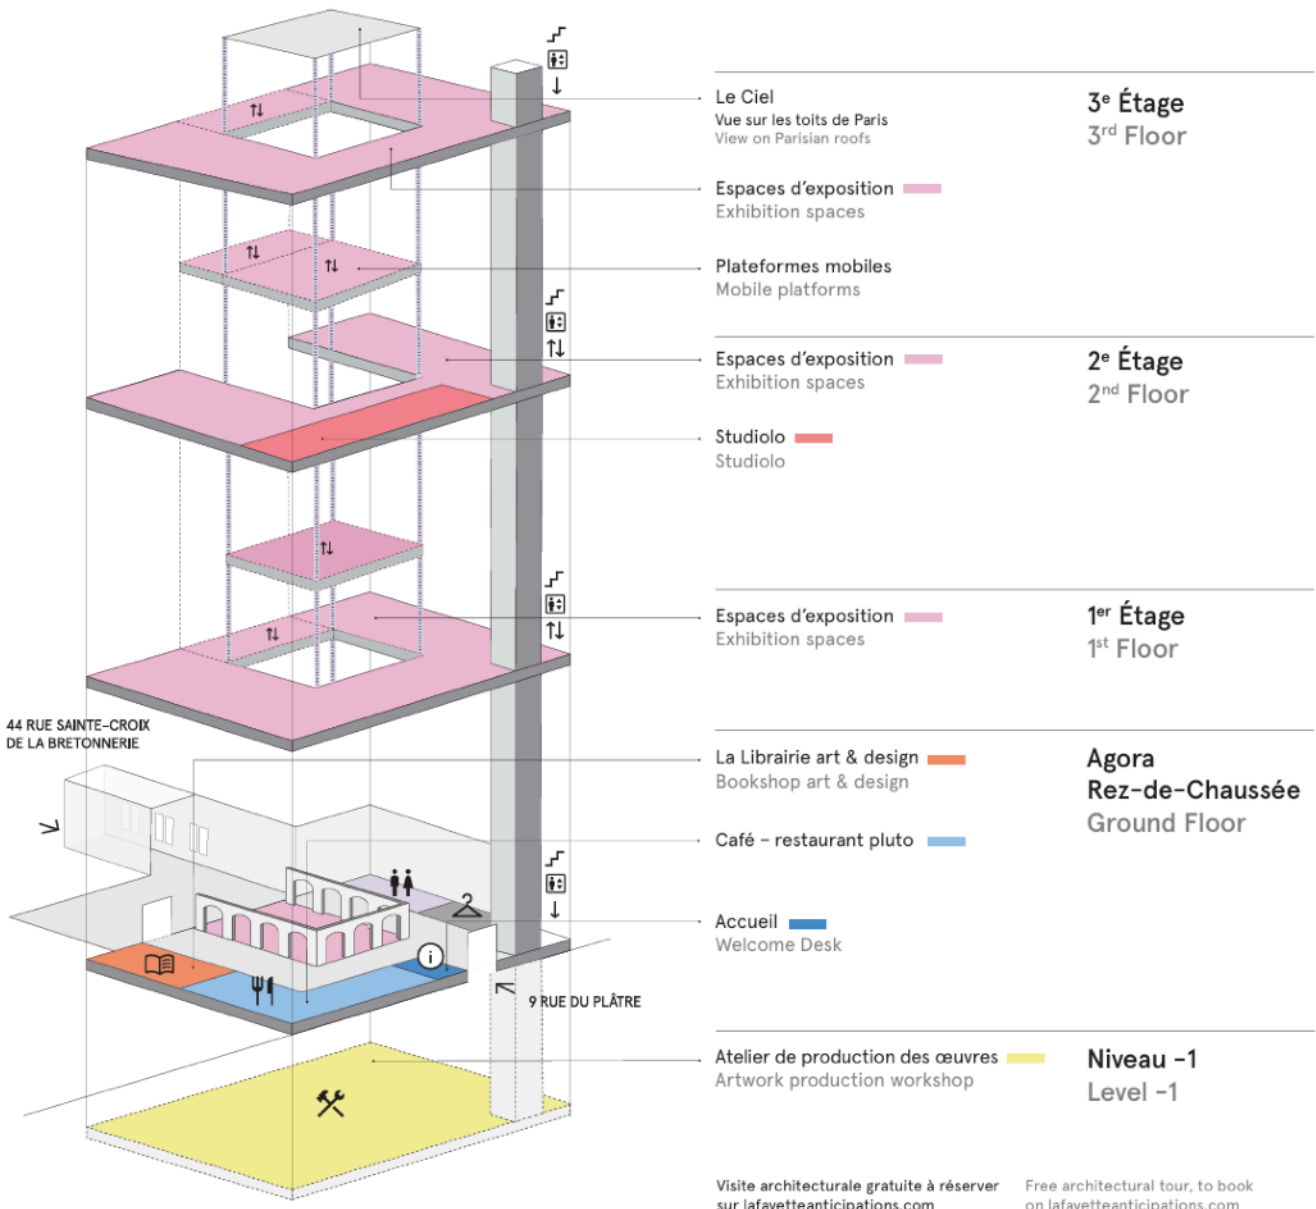 Le Ciel
Vue sur les toits de Paris
View on Parisian roofs
3e Étage
3rd Floor
Espaces d'exposition
Exhibition spaces
Plateformes mobiles
Mobile platforms
Espaces d'exposition
Exhibition spaces
2e Étage
2nd Floor
Studiolo
Studiolo
Espaces d'exposition
Exhibition spaces
1er Étage
1st Floor
44 RUE SAINTE-CROIX
DE LA BRETONNERIE
La Librairie art & design
Bookshop art & design
Agora
Rez-de-Chaussée
Ground Floor
Café - restaurant pluto
Accueil
Welcome Desk
i
9 RUE DU PLÂTRE
Atelier de production des œuvres
Artwork production workshop
Niveau -1
Level -1
Visite architecturale gratuite à réserver
sur lafayetteanticipations.com
Free architectural tour, to book
on lafayetteanticipations.com